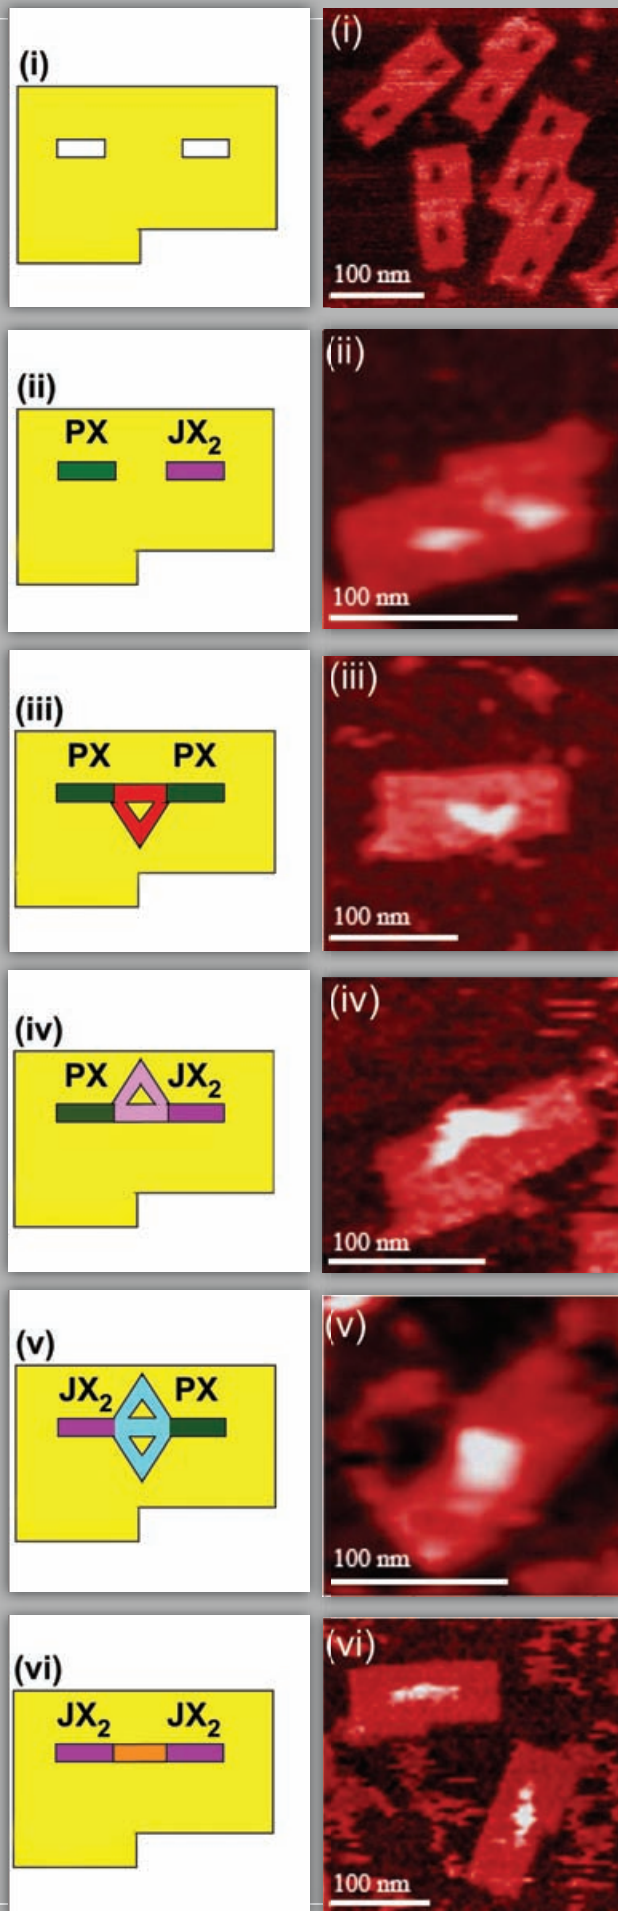 (i)
(i)
100 nm
(ii)
PX JX2
(ii)
100 nm
(iii)
PX PX
(iii)
100 nm
(iv)
PX JX2
(iv)
100 nm
(v)
JX2 PX
(v)
100 nm
(vi)
JX2 JX2
(vi)
100 nm